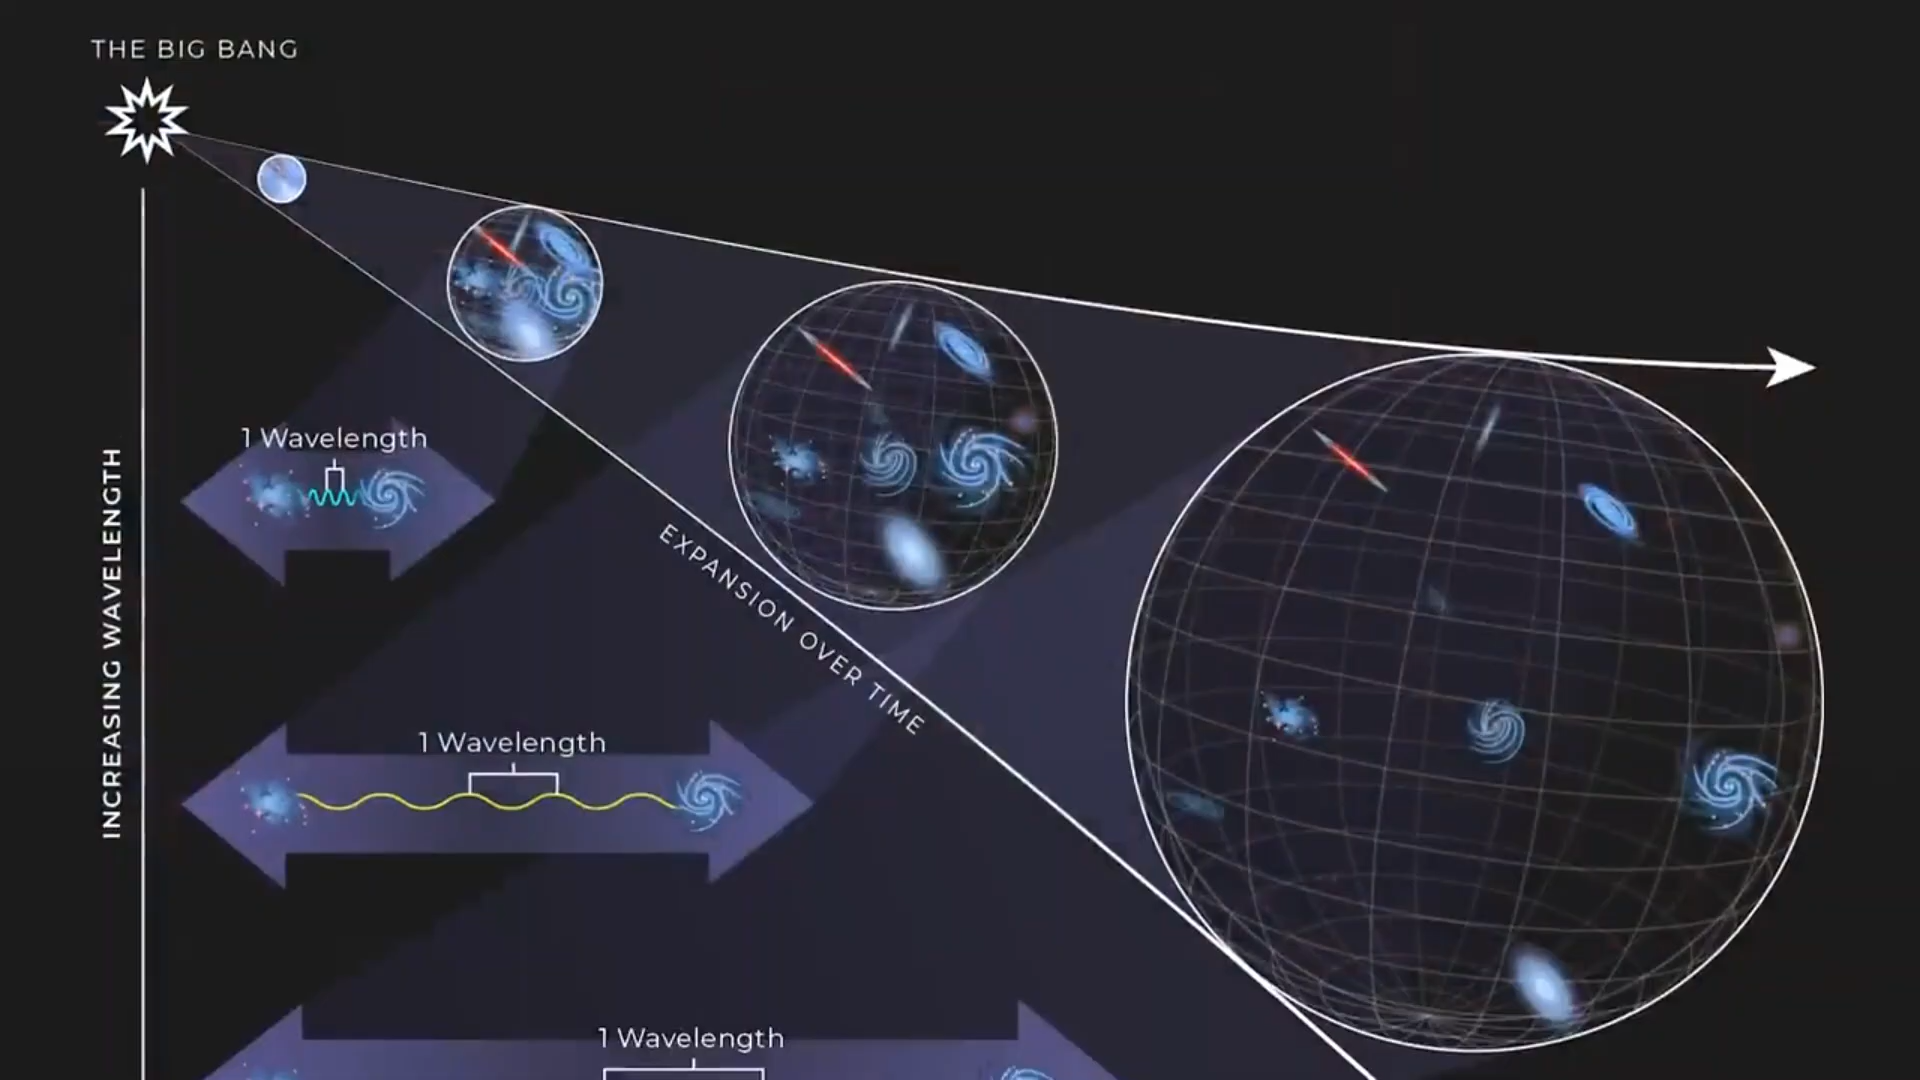 THE BIG BANG
1 Wavelength
INCREASING WAVELENGTH
EXPANSION OVER TIME
1 Wavelength
1 Wavelength